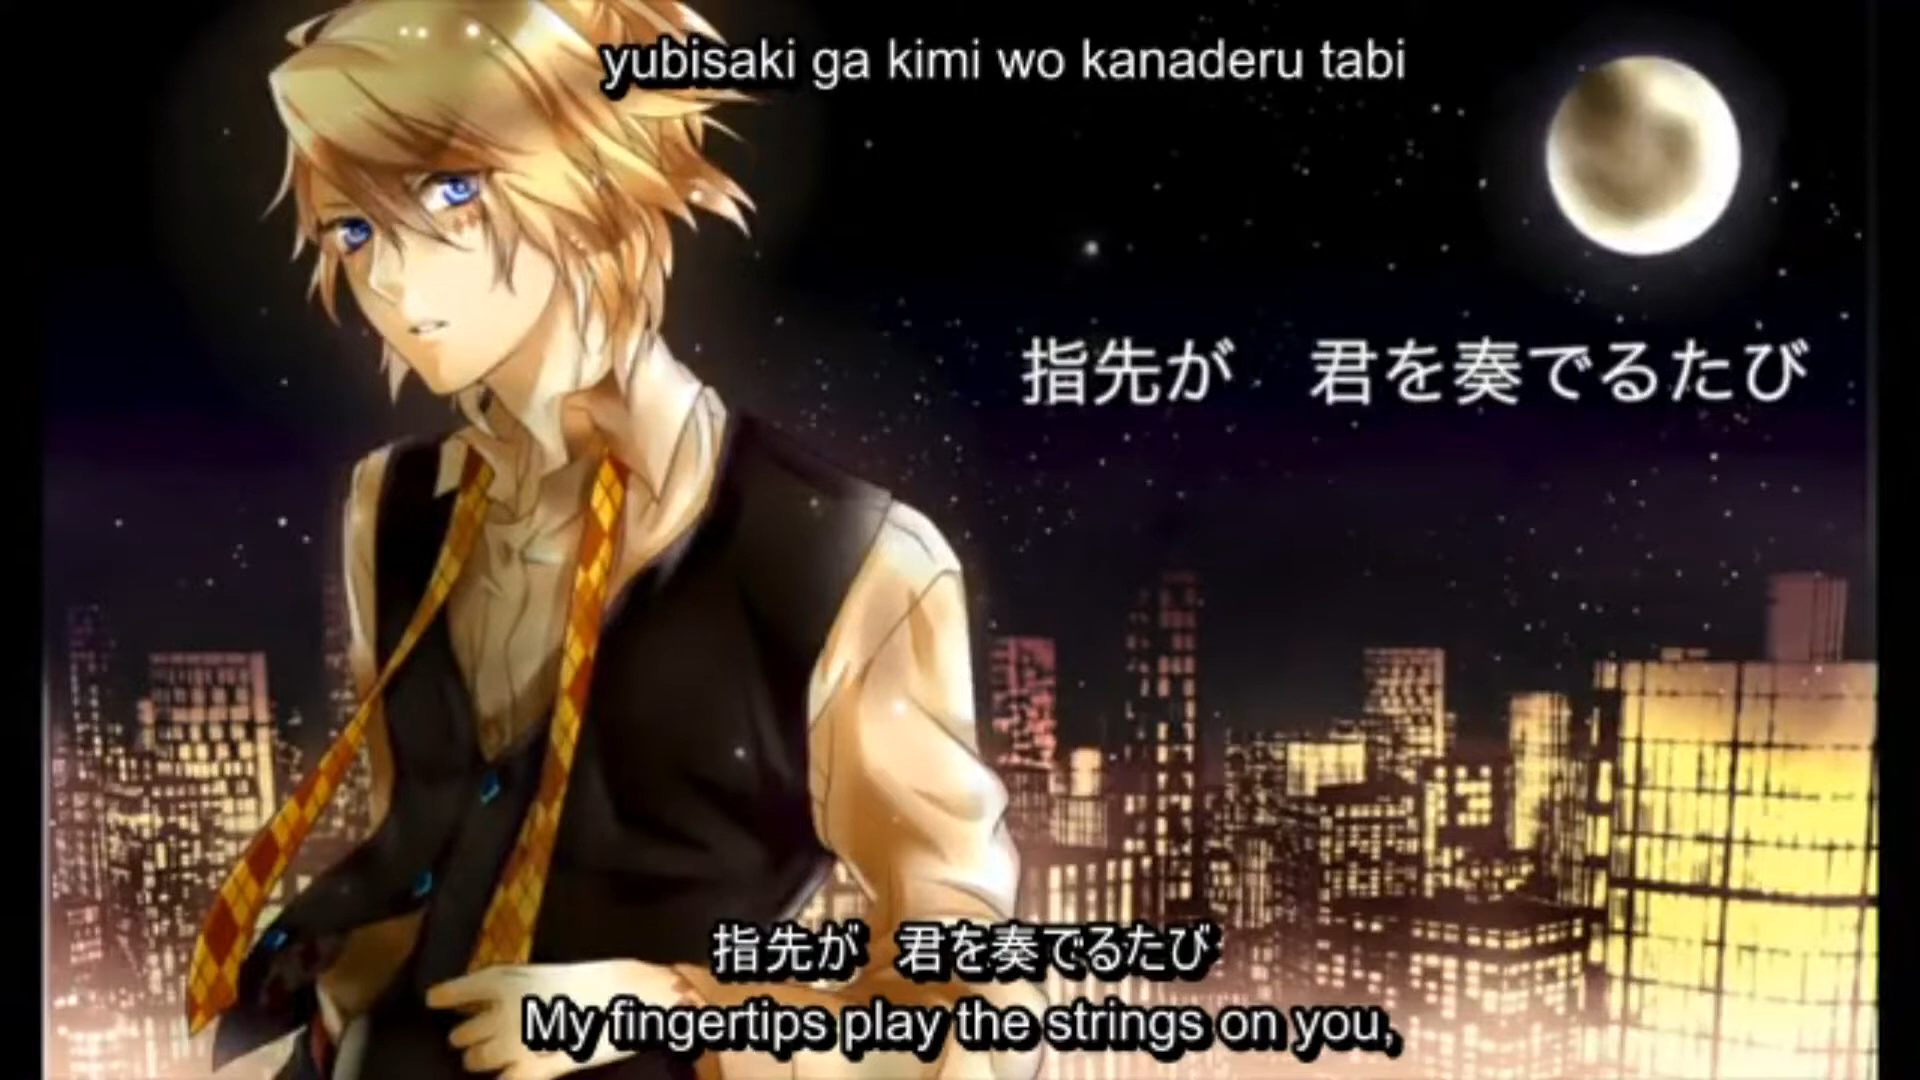 yubisaki ga kimi wo kanaderu tabi
指先が　君を奏でるたび
指先が　君を奏でるたび
My fingertips play the strings on you,